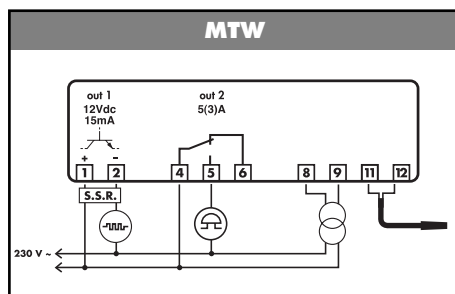 MTW
out 1
12Vdc
15mA
out 2
5(3)A
+ -
1 2 4 5 6 8 9 11 12
S.S.R.
230 V ~